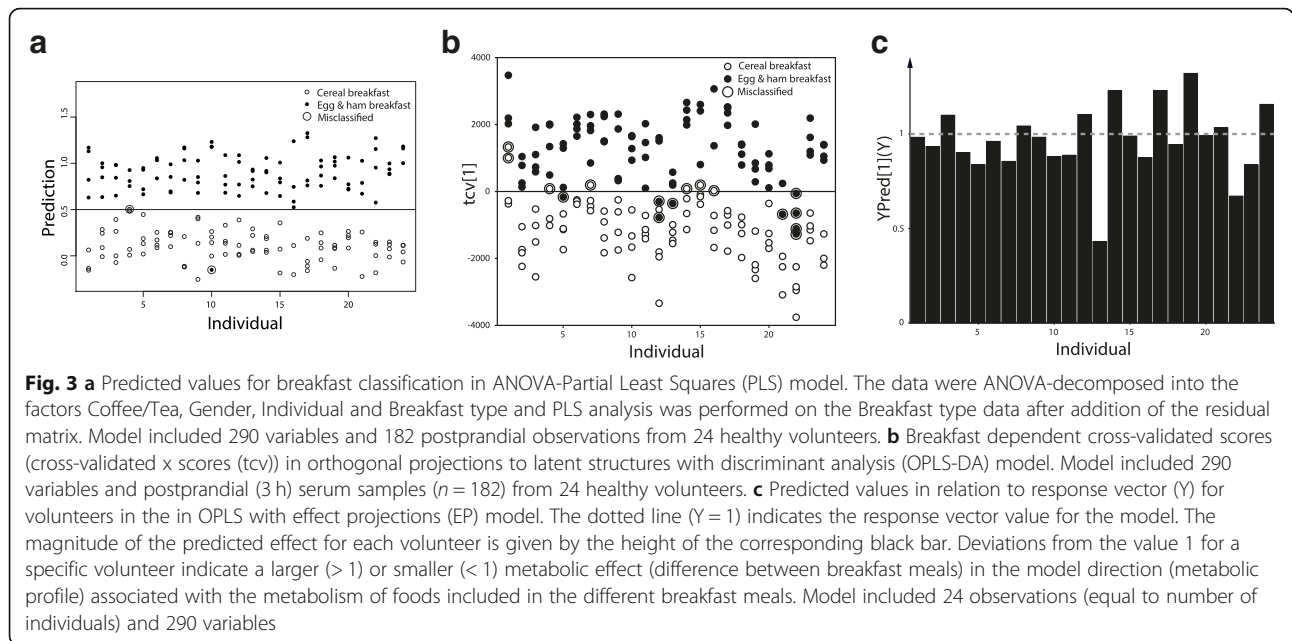 a
Prediction
1.5
1.0
0.5
0.0
5
10
15
20
Individual
Cereal breakfast
Egg & ham breakfast
Misclassified
b
tcv[1]
4000
2000
0
-2000
-4000
5
10
15
20
Individual
Cereal breakfast
Egg & ham breakfast
Misclassified
c
YPred[1](Y)
1
0.5
1
5
10
15
20
Individual
Fig. 3 a Predicted values for breakfast classification in ANOVA-Partial Least Squares (PLS) model. The data were ANOVA-decomposed into the
factors Coffee/Tea, Gender, Individual and Breakfast type and PLS analysis was performed on the Breakfast type data after addition of the residual
matrix. Model included 290 variables and 182 postprandial observations from 24 healthy volunteers. b Breakfast dependent cross-validated scores
(cross-validated x scores (tcv)) in orthogonal projections to latent structures with discriminant analysis (OPLS-DA) model. Model included 290
variables and postprandial (3 h) serum samples (n = 182) from 24 healthy volunteers. c Predicted values in relation to response vector (Y) for
volunteers in the in OPLS with effect projections (EP) model. The dotted line (Y = 1) indicates the response vector value for the model. The
magnitude of the predicted effect for each volunteer is given by the height of the corresponding black bar. Deviations from the value 1 for a
specific volunteer indicate a larger (> 1) or smaller (< 1) metabolic effect (difference between breakfast meals) in the model direction (metabolic
profile) associated with the metabolism of foods included in the different breakfast meals. Model included 24 observations (equal to number of
individuals) and 290 variables